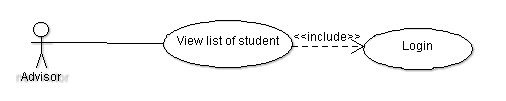 View list of student
<<include>>
Login
Advisor